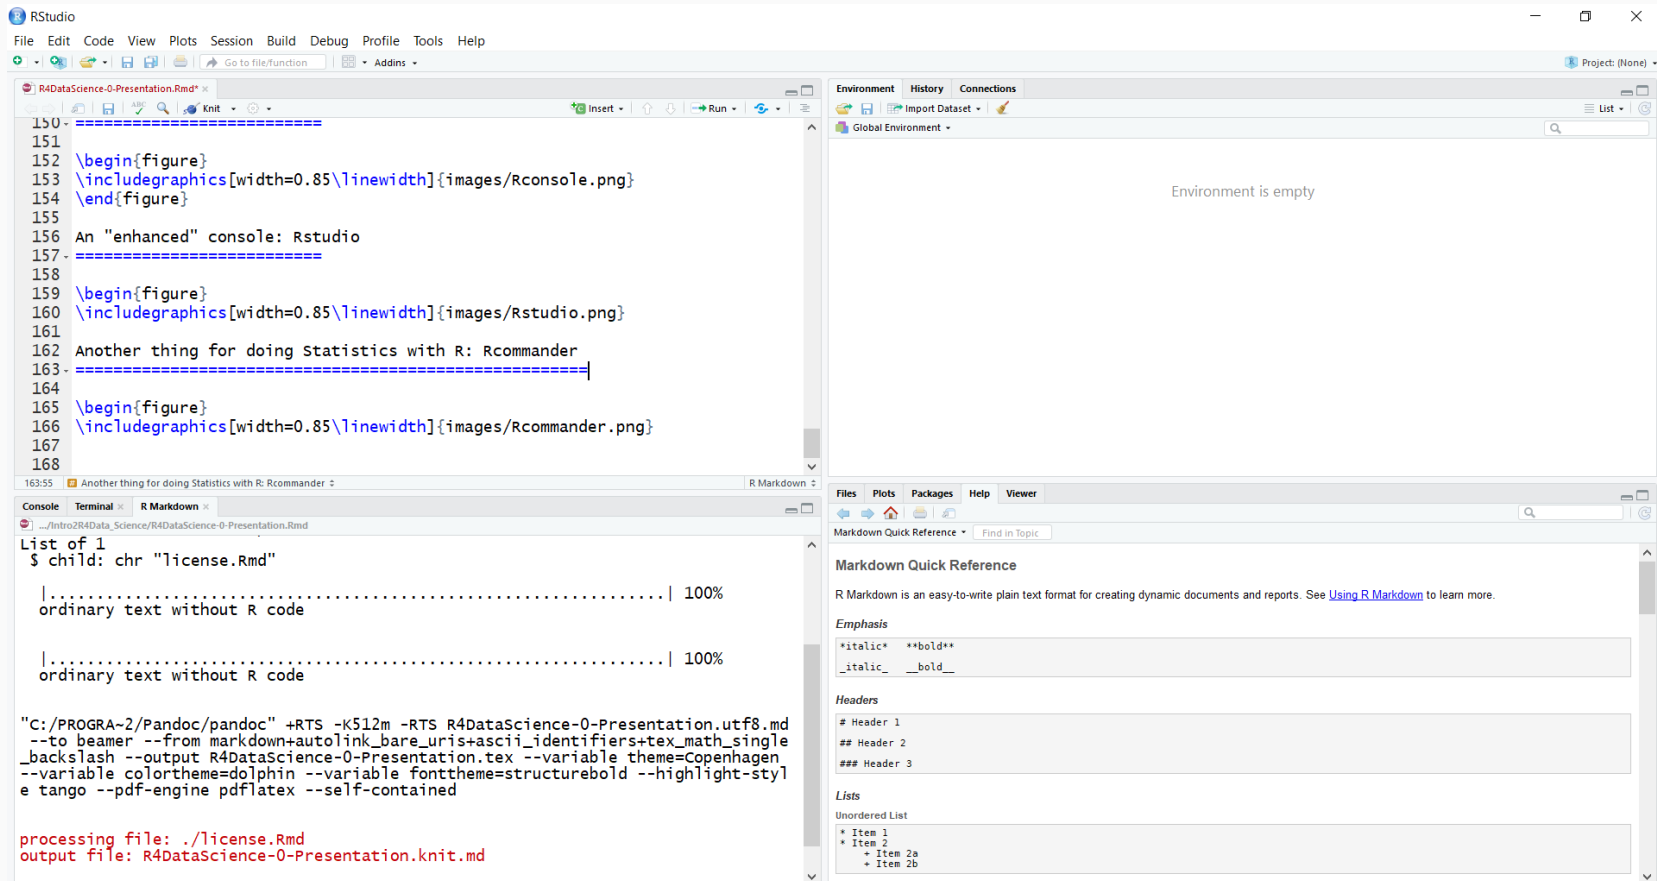 RStudio
File Edit Code View Plots Session Build Debug Profile Tools Help
Go to file/function Addins Project: (None)
R4DataScience-0-Presentation.Rmd*
ABC Knit Insert Run
150 ==========================
151
152 \begin{figure}
153 \includegraphics[width=0.85\linewidth]{images/Rconsole.png}
154 \end{figure}
155
156 An "enhanced" console: Rstudio
157 ==========================
158
159 \begin{figure}
160 \includegraphics[width=0.85\linewidth]{images/Rstudio.png}
161
162 Another thing for doing Statistics with R: Rcommander
163 ======================================================
164
165 \begin{figure}
166 \includegraphics[width=0.85\linewidth]{images/Rcommander.png}
167
168
163:55 # Another thing for doing Statistics with R: Rcommander R Markdown
Console Terminal R Markdown
.../Intro2R4Data_Science/R4DataScience-0-Presentation.Rmd
List of 1
$ child: chr "license.Rmd"
|.................................................................| 100%
ordinary text without R code
|.................................................................| 100%
ordinary text without R code
"C:/PROGRA~2/Pandoc/pandoc" +RTS -K512m -RTS R4DataScience-0-Presentation.utf8.md
--to beamer --from markdown+autolink_bare_uris+ascii_identifiers+tex_math_single
_backslash --output R4DataScience-0-Presentation.tex --variable theme=Copenhagen
--variable colortheme=dolphin --variable fonttheme=structurebold --highlight-styl
e tango --pdf-engine pdflatex --self-contained
processing file: ./license.Rmd
output file: R4DataScience-0-Presentation.knit.md
Environment History Connections
Import Dataset List
Global Environment
Environment is empty
Files Plots Packages Help Viewer
Markdown Quick Reference Find in Topic
Markdown Quick Reference
R Markdown is an easy-to-write plain text format for creating dynamic documents and reports. See Using R Markdown to learn more.
Emphasis
*italic* **bold**
_italic_ __bold__
Headers
# Header 1
## Header 2
### Header 3
Lists
Unordered List
* Item 1
* Item 2
+ Item 2a
+ Item 2b